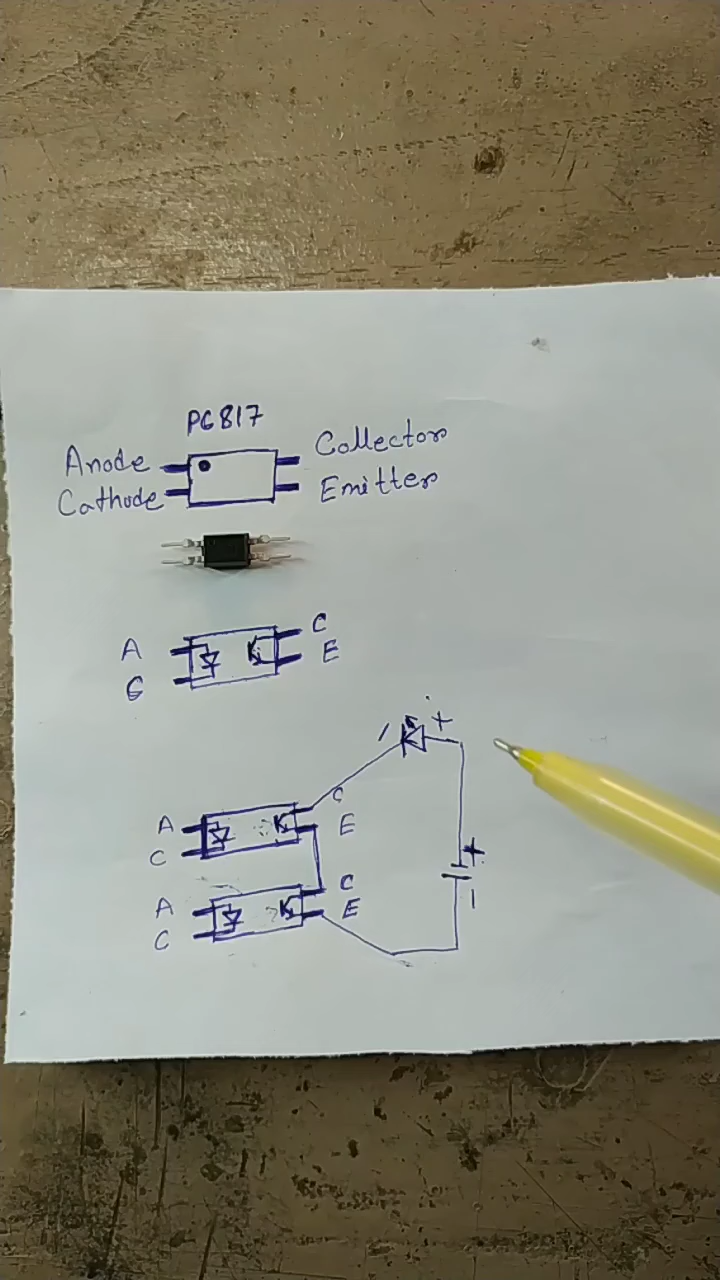 PC817
Anode Collector
Cathode Emitter
A C
C E
- +
A C
C E
+
A C
C E
-